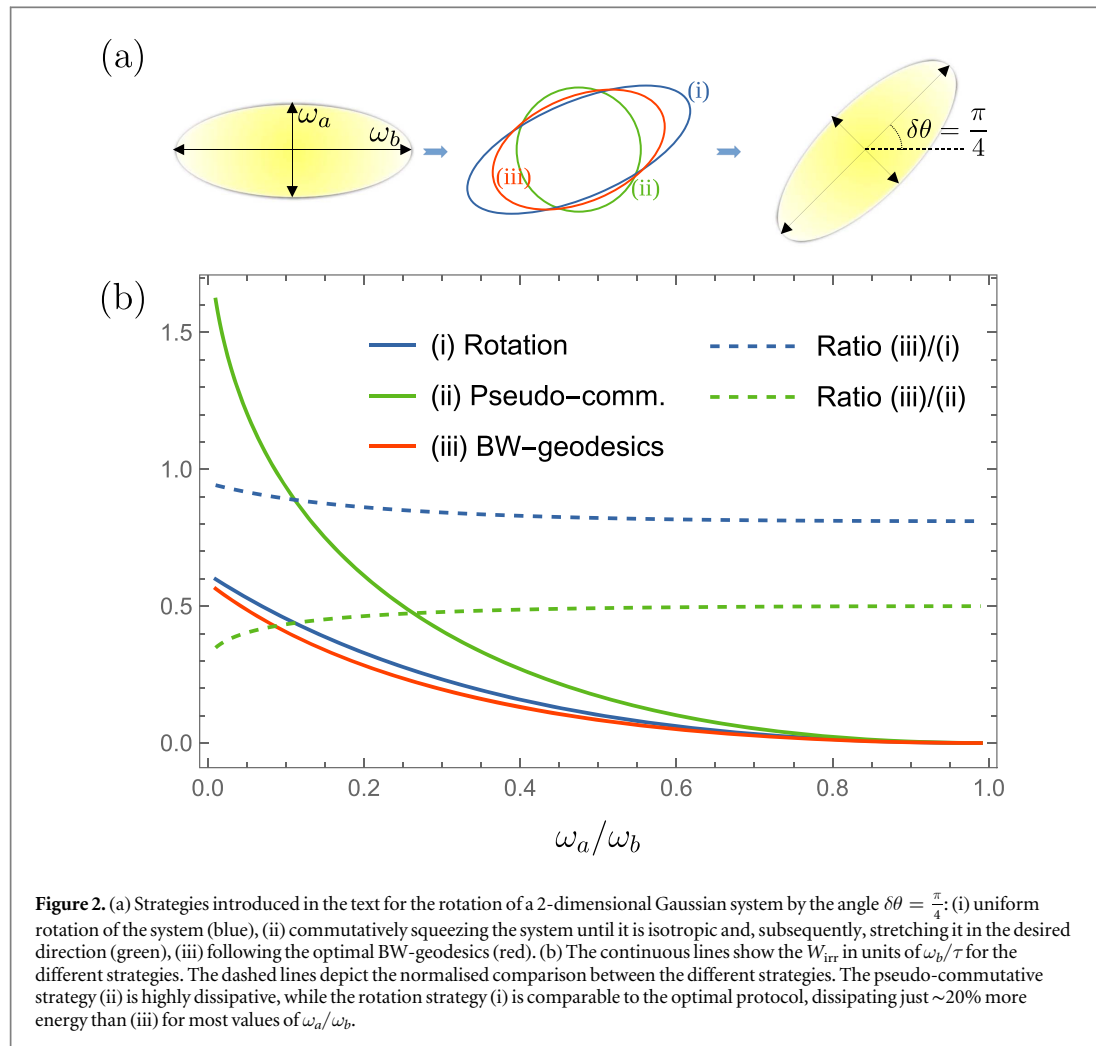 (a)
ωₐ
ω_b
(i)
(iii)
(ii)
δθ = π/4
(b)
(i) Rotation
(ii) Pseudo−comm.
(iii) BW−geodesics
Ratio (iii)/(i)
Ratio (iii)/(ii)
1.5
1.0
0.5
0.0
0.0 0.2 0.4 0.6 0.8 1.0
ωₐ/ω_b
Figure 2. (a) Strategies introduced in the text for the rotation of a 2-dimensional Gaussian system by the angle δθ = π/4: (i) uniform
rotation of the system (blue), (ii) commutatively squeezing the system until it is isotropic and, subsequently, stretching it in the desired
direction (green), (iii) following the optimal BW-geodesics (red). (b) The continuous lines show the W_irr in units of ω_b/τ for the
different strategies. The dashed lines depict the normalised comparison between the different strategies. The pseudo-commutative
strategy (ii) is highly dissipative, while the rotation strategy (i) is comparable to the optimal protocol, dissipating just ~20% more
energy than (iii) for most values of ωₐ/ω_b.